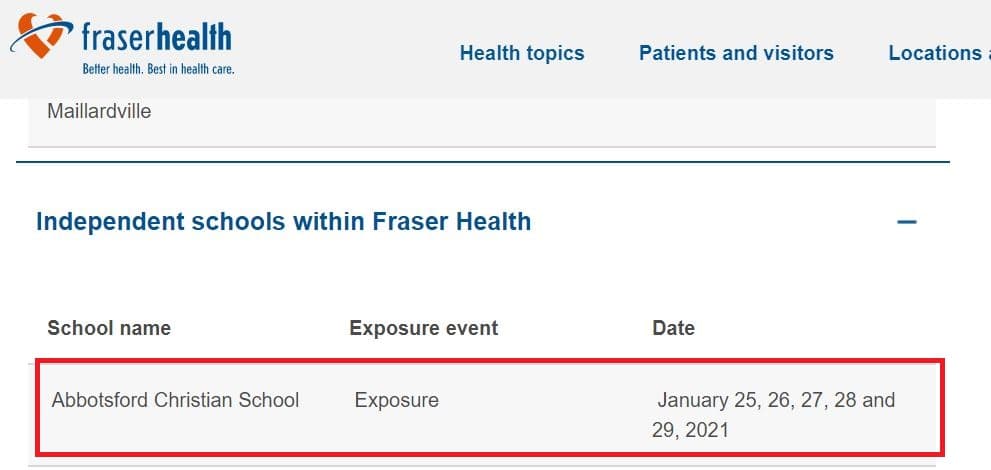 fraserhealth
Better health. Best in health care.
Health topics Patients and visitors Locations a
Maillardville
Independent schools within Fraser Health
School name Exposure event Date
Abbotsford Christian School Exposure January 25, 26, 27, 28 and
29, 2021